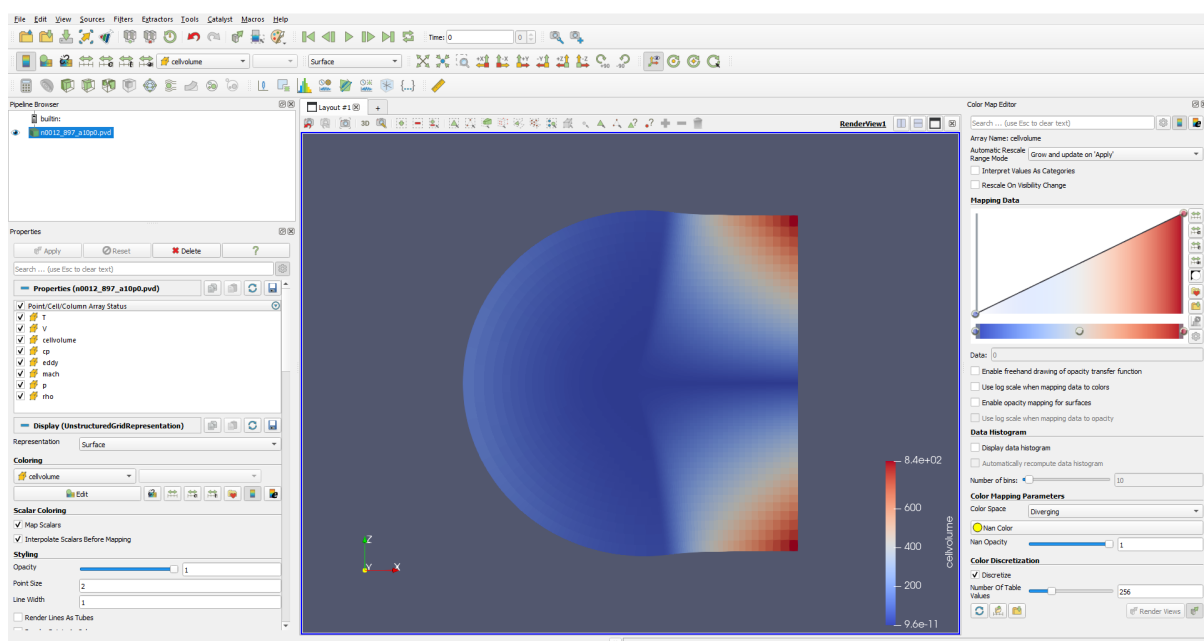 File Edit View Sources Filters Extractors Tools Catalyst Macros Help
Time: 0 0
cellvolume Surface
Pipeline Browser
builtin:
n0012_897_a10p0.pvd
Properties
Apply Reset Delete ?
Search ... (use Esc to clear text)
Properties (n0012_897_a10p0.pvd)
Point/Cell/Column Array Status
T
V
cellvolume
cp
eddy
mach
p
rho
Display (UnstructuredGridRepresentation)
Representation Surface
Coloring
cellvolume
Edit
Scalar Coloring
Map Scalars
Interpolate Scalars Before Mapping
Styling
Opacity 1
Point Size 2
Line Width 1
Render Lines As Tubes
Layout #1 +
3D RenderView1
8.4e+02
600
400
200
9.6e-11
cellvolume
Z
Y X
Color Map Editor
Search ... (use Esc to clear text)
Array Name: cellvolume
Automatic Rescale Range Mode Grow and update on 'Apply'
Interpret Values As Categories
Rescale On Visibility Change
Mapping Data
Data: 0
Enable freehand drawing of opacity transfer function
Use log scale when mapping data to colors
Enable opacity mapping for surfaces
Use log scale when mapping data to opacity
Data Histogram
Display data histogram
Automatically recompute data histogram
Number of bins: 10
Color Mapping Parameters
Color Space Diverging
Nan Color
Nan Opacity 1
Color Discretization
Discretize
Number Of Table Values 256
Render Views